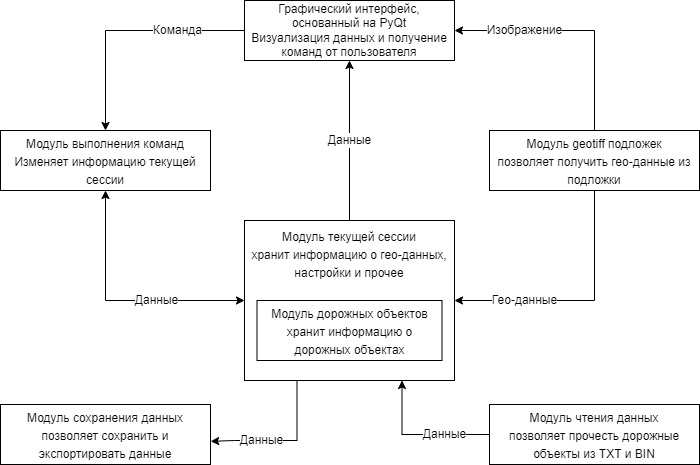 Графический интерфейс,
основанный на PyQt
Визуализация данных и получение
команд от пользователя
Команда
Изображение
Данные
Модуль выполнения команд
Изменяет информацию текущей
сессии
Модуль geotiff подложек
позволяет получить гео-данные из
подложки
Модуль текущей сессии
хранит информацию о гео-данных,
настройки и прочее
Данные
Гео-данные
Модуль дорожных объектов
хранит информацию о
дорожных объектах
Модуль сохранения данных
позволяет сохранить и
экспортировать данные
Данные
Данные
Модуль чтения данных
позволяет прочесть дорожные
объекты из TXT и BIN